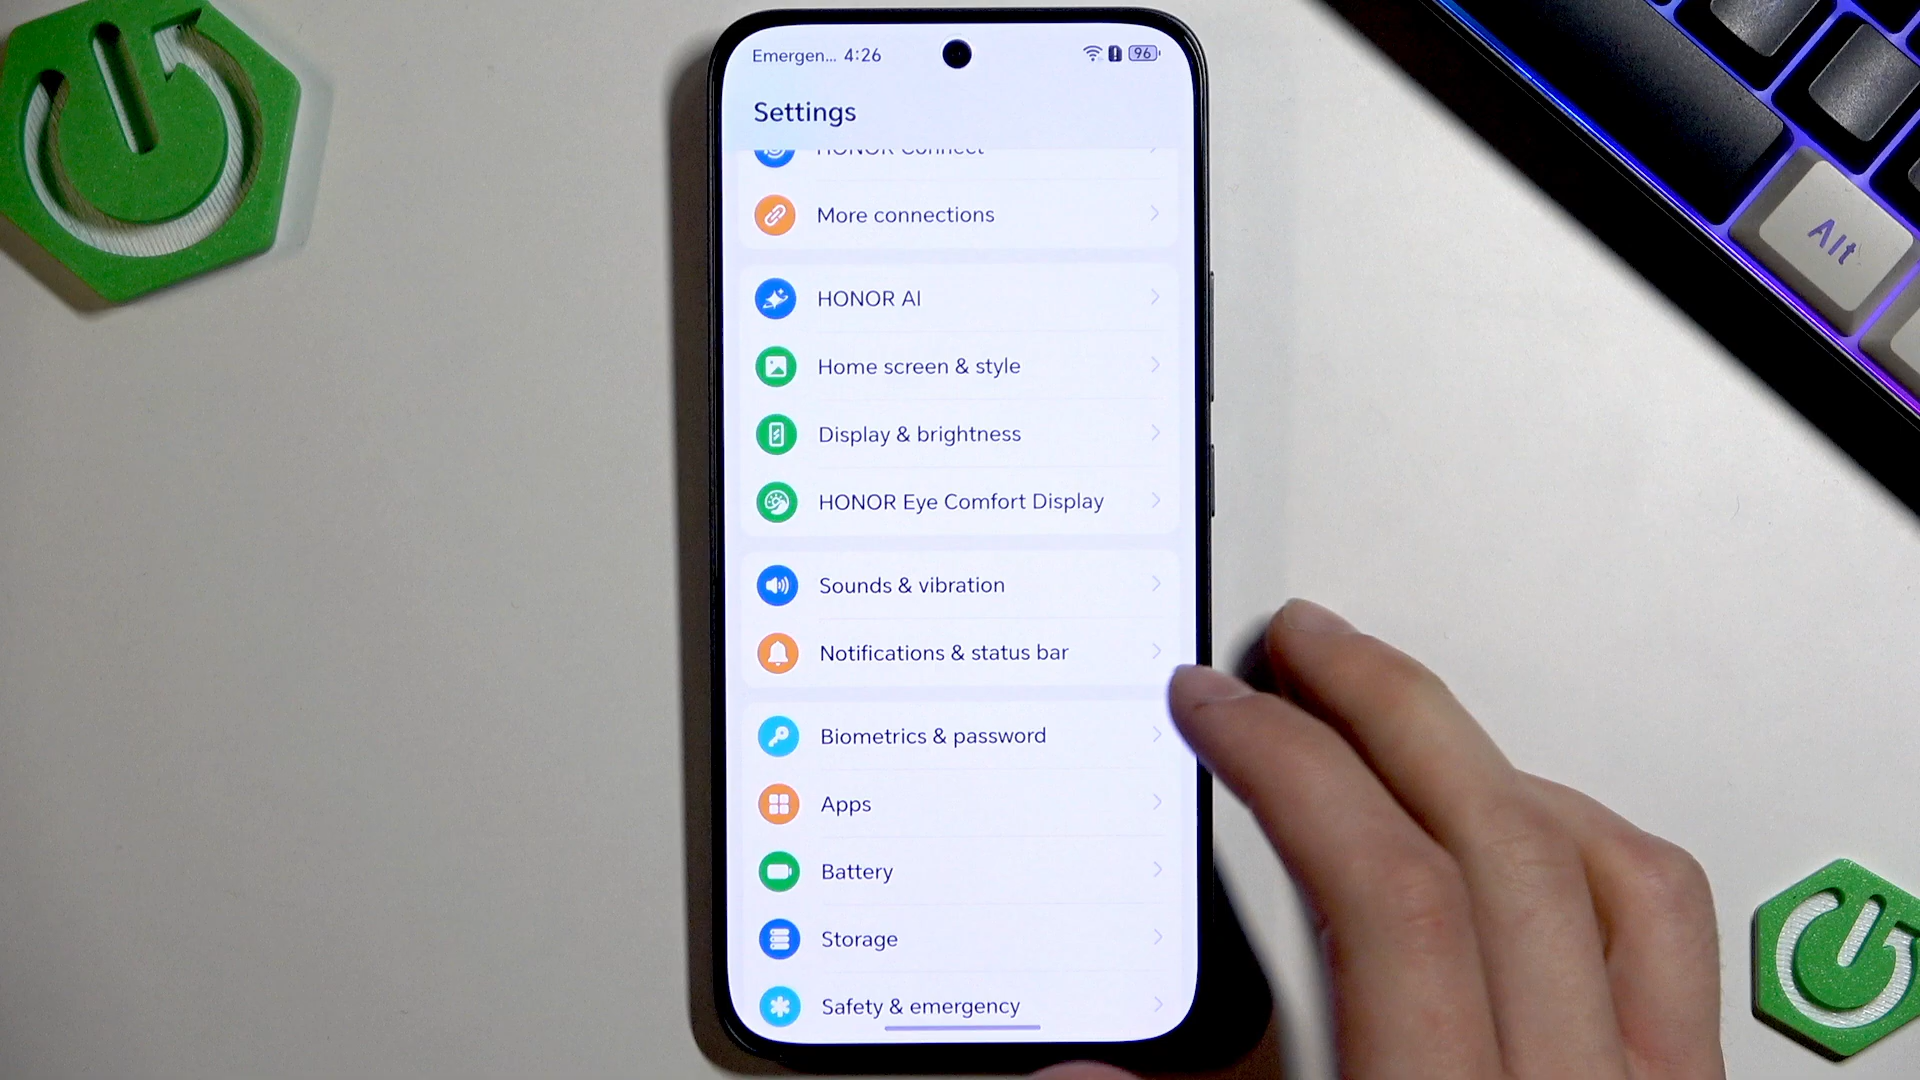 Emergen... 4:26
96
Settings
HONOR Connect
More connections
HONOR AI
Home screen & style
Display & brightness
HONOR Eye Comfort Display
Sounds & vibration
Notifications & status bar
Biometrics & password
Apps
Battery
Storage
Safety & emergency
Alt